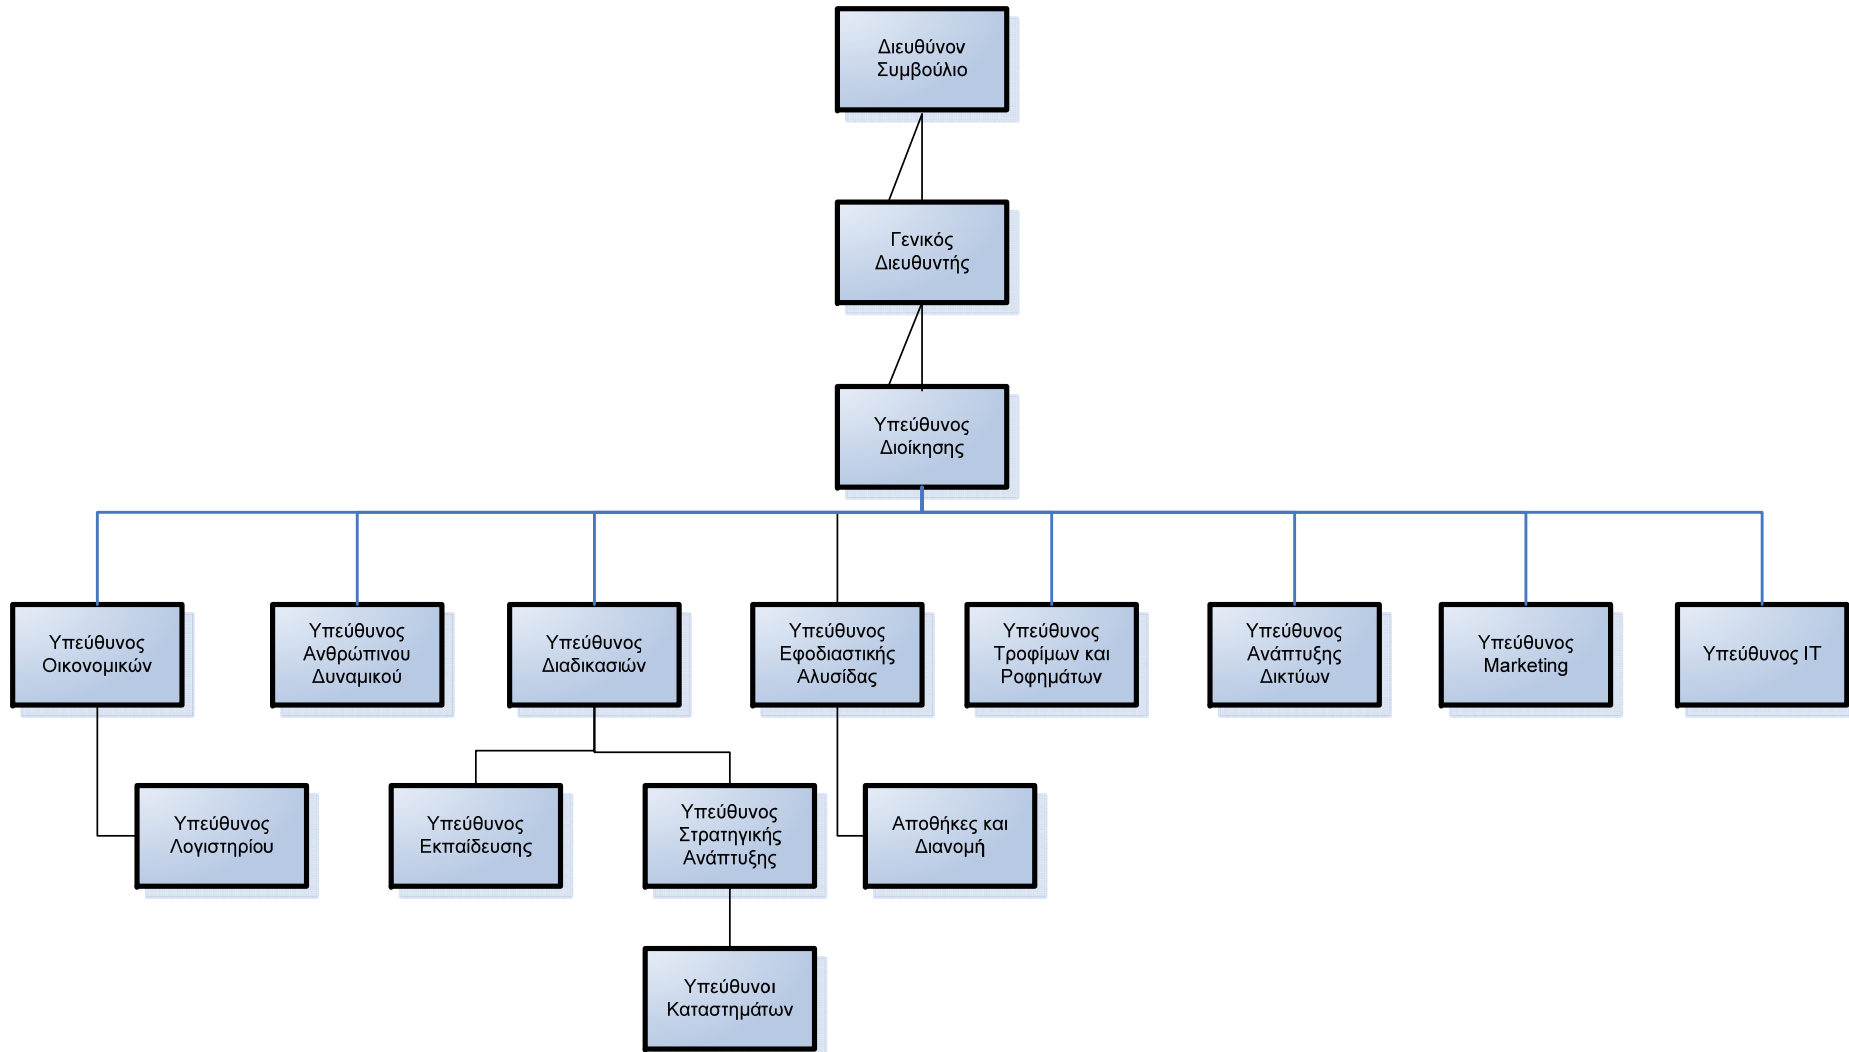 Διευθύνον
Συμβούλιο
Γενικός
Διευθυντής
Υπεύθυνος
Διοίκησης
Υπεύθυνος
Οικονομικών
Υπεύθυνος
Ανθρώπινου
Δυναμικού
Υπεύθυνος
Διαδικασιών
Υπεύθυνος
Εφοδιαστικής
Αλυσίδας
Υπεύθυνος
Τροφίμων και
Ροφημάτων
Υπεύθυνος
Ανάπτυξης
Δικτύων
Υπεύθυνος
Marketing
Υπεύθυνος IT
Υπεύθυνος
Λογιστηρίου
Υπεύθυνος
Εκπαίδευσης
Υπεύθυνος
Στρατηγικής
Ανάπτυξης
Αποθήκες και
Διανομή
Υπεύθυνοι
Καταστημάτων